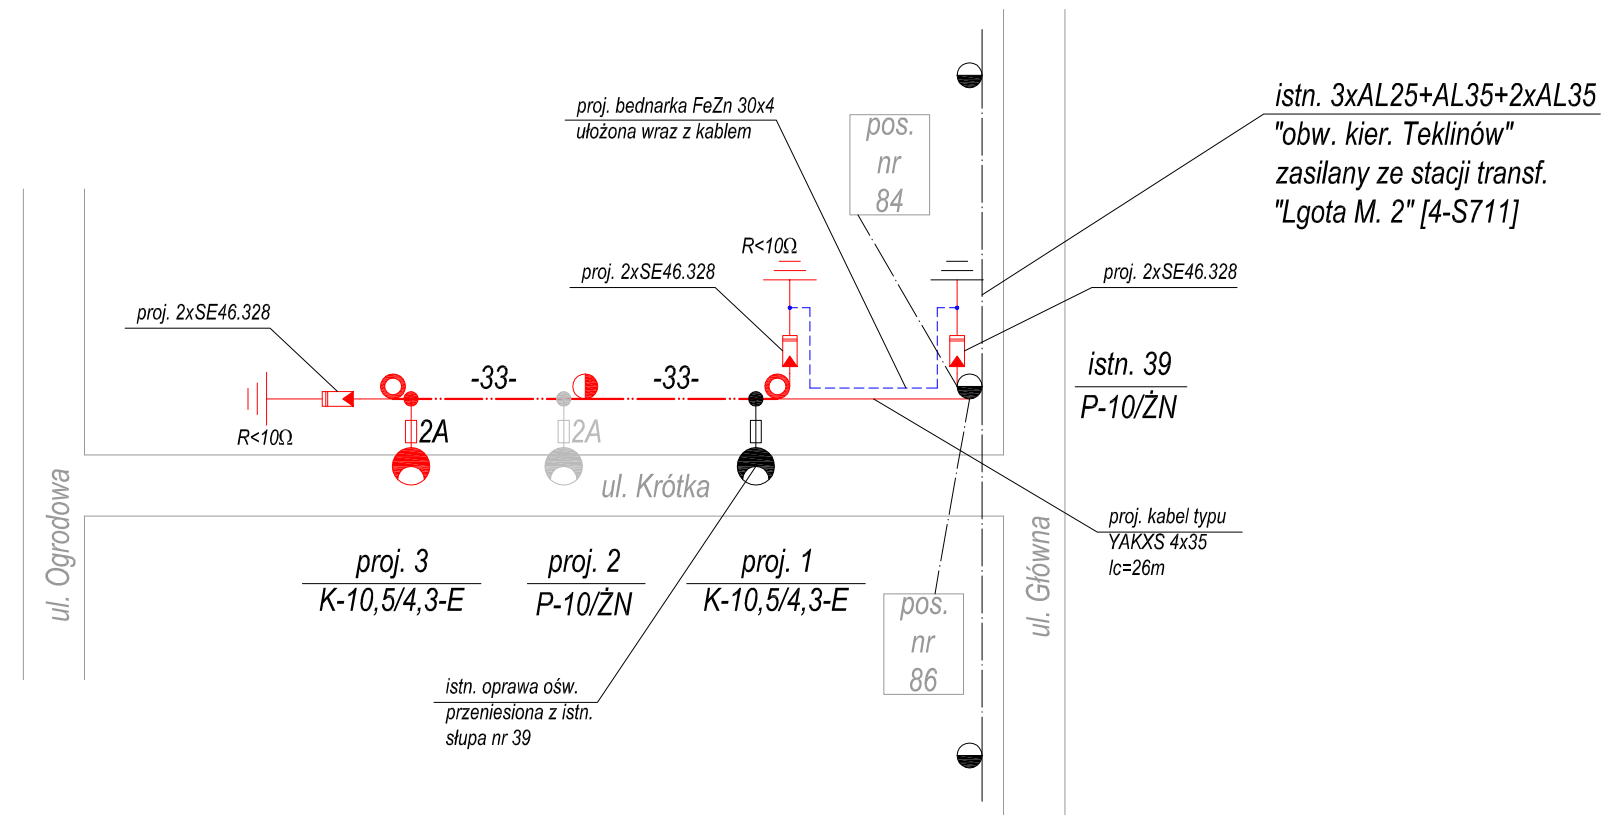 istn. 3xAL25+AL35+2xAL35
"obw. kier. Teklinów"
zasilany ze stacji transf.
"Lgota M. 2" [4-S711]
proj. bednarka FeZn 30x4
ułożona wraz z kablem
pos.
nr
84
R<10Ω
proj. 2xSE46.328
proj. 2xSE46.328
proj. 2xSE46.328
istn. 39
P-10/ŻN
-33-
-33-
R<10Ω
2A
2A
ul. Krótka
ul. Ogrodowa
ul. Główna
proj. kabel typu
YAKXS 4x35
lc=26m
proj. 3
K-10,5/4,3-E
proj. 2
P-10/ŻN
proj. 1
K-10,5/4,3-E
pos.
nr
86
istn. oprawa ośw.
przeniesiona z istn.
słupa nr 39